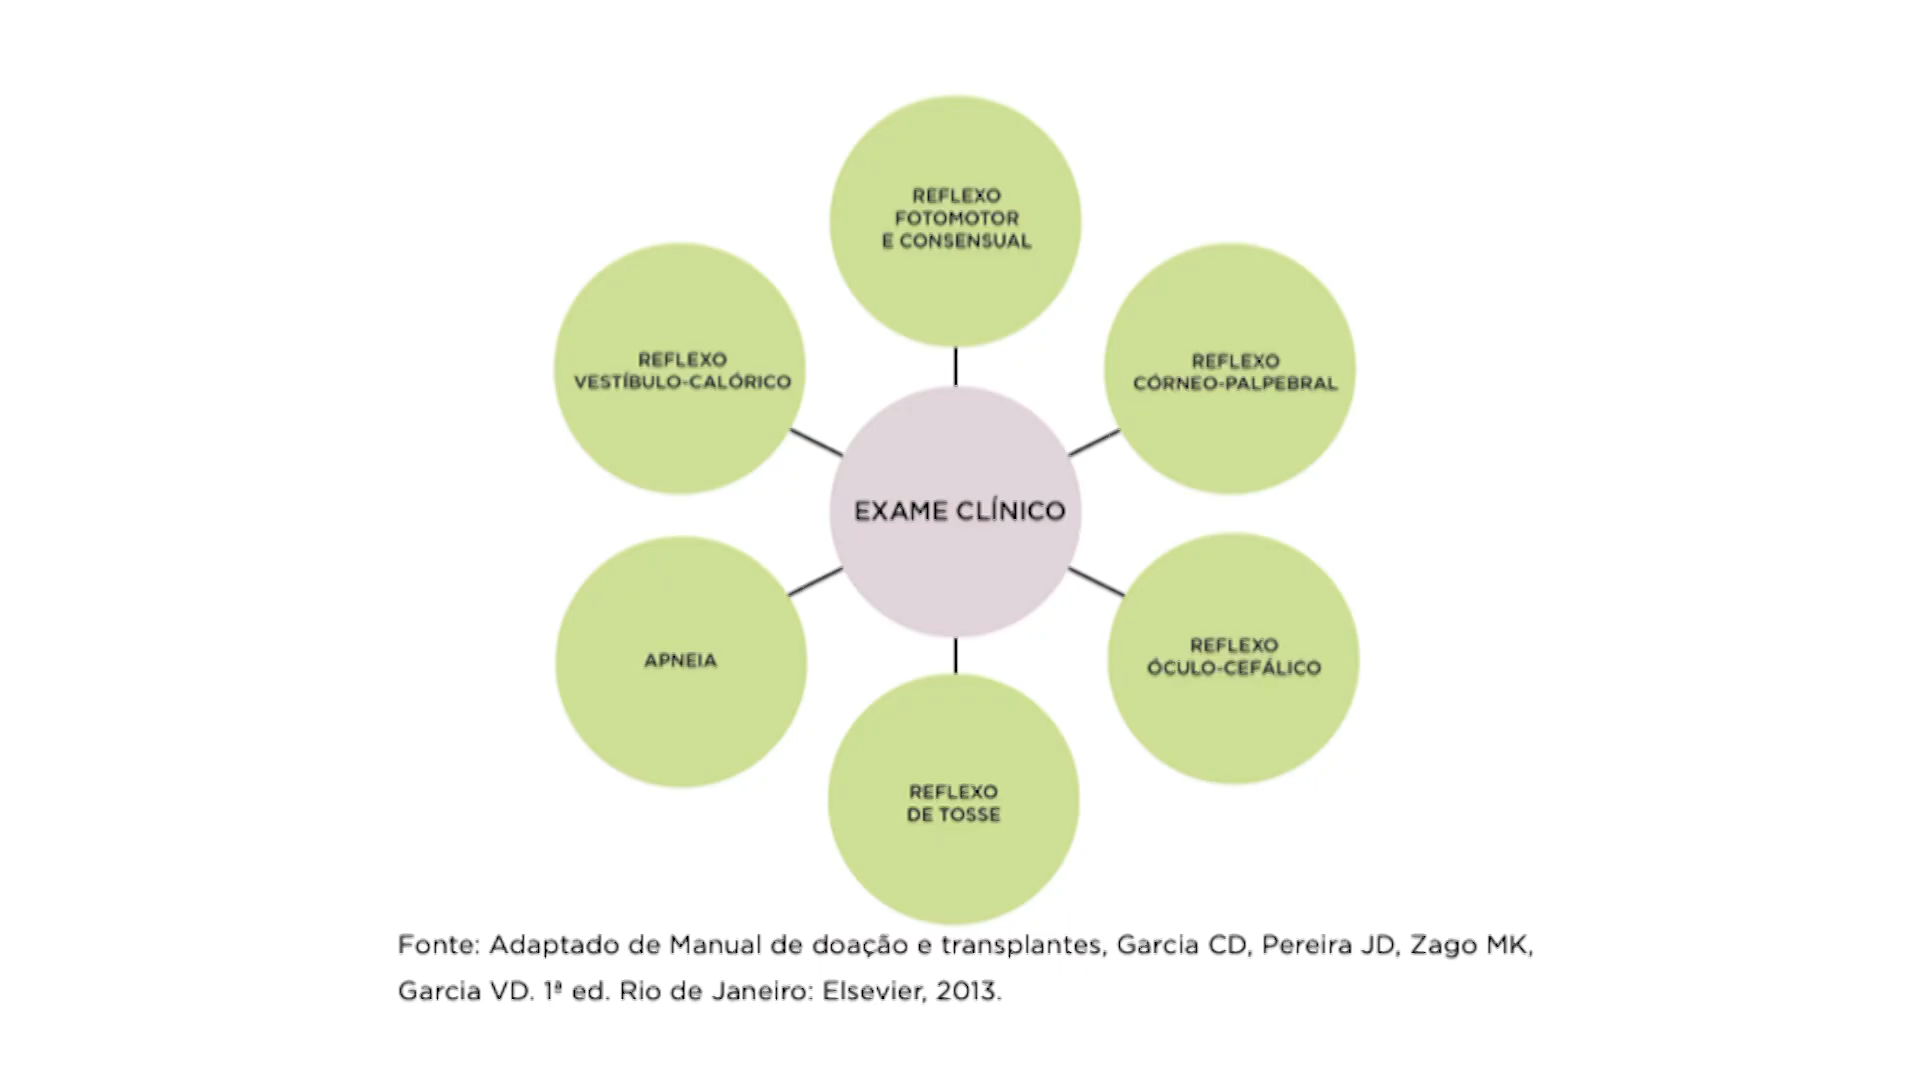 REFLEXO
FOTOMOTOR
E CONSENSUAL
REFLEXO
VESTÍBULO-CALÓRICO
REFLEXO
CÓRNEO-PALPEBRAL
EXAME CLÍNICO
APNEIA
REFLEXO
ÓCULO-CEFÁLICO
REFLEXO
DE TOSSE
Fonte: Adaptado de Manual de doação e transplantes, Garcia CD, Pereira JD, Zago MK,
Garcia VD. 1ª ed. Rio de Janeiro: Elsevier, 2013.